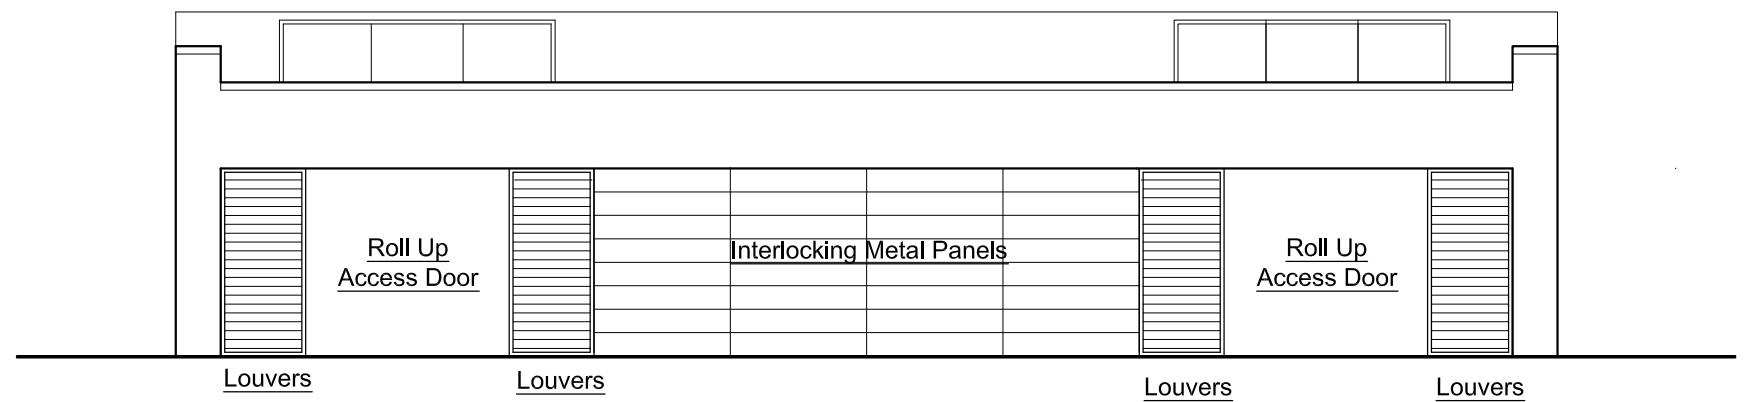 Roll Up
Access Door
Interlocking Metal Panels
Roll Up
Access Door
Louvers
Louvers
Louvers
Louvers